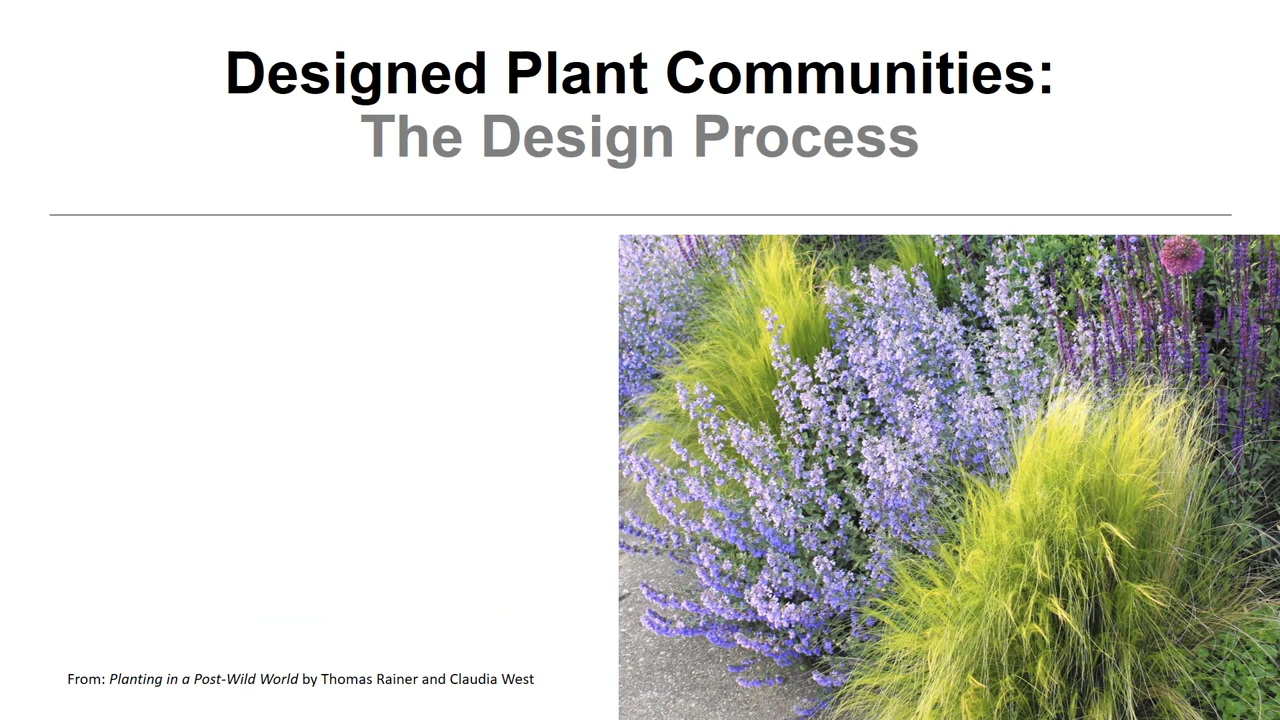 Designed Plant Communities:
The Design Process
From: Planting in a Post-Wild World by Thomas Rainer and Claudia West